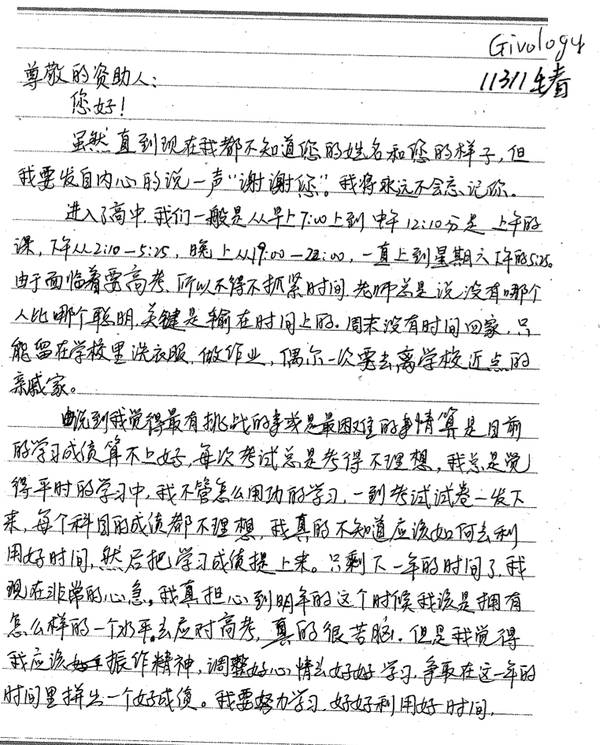 Givology
11311
尊敬的资助人：
您好！
虽然直到现在我都不知道您的姓名和您的样子，但
我要发自内心的说一声“谢谢您”。我将永远不会忘记你。
进入了高中，我们一般是从早上7:00上到中午12:10分是上午的
课，下午从2:10—5:25，晚上从19:00—22:00，一直上到星期六下午的5:25。
由于面临着要高考，所以不得不抓紧时间，老师总是说没有哪个
人比哪个聪明，关键是输在时间上的。周末没有时间回家，只
能留在学校里洗衣服，做作业，偶尔一次要去离学校近点的
亲戚家。
说到我觉得最有挑战的事或是最困难的事情算是目前
的学习成绩算不上好，每次考试总是考得不理想，我总是觉
得平时的学习中，我不管怎么用功的学习，一到考试试卷一发下
来，每个科目的成绩都不理想，我真的不知道应该如何去利
用好时间，然后把学习成绩提上来。只剩下一年的时间了，我
现在非常的心急。我真担心到明年的这个时候我该是拥有
怎么样的一个水平去应对高考，真的很苦脑。但是我觉得
我应该振作精神，调整好心情去好好学习，争取在这一年的
时间里拼出一个好成绩。我要努力学习，好好利用好时间，